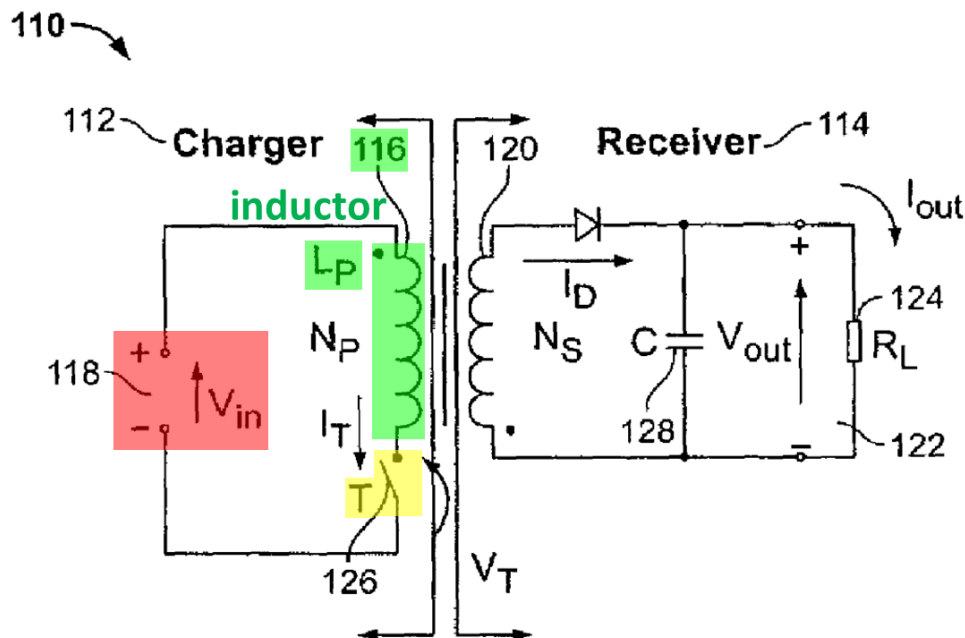 110
112
Charger
116
120
Receiver
114
inductor
I out
L P
I D
124
+
118
V in
-
N P
N S
C
V out
+
R L
I T
128
122
-
T
126
V T